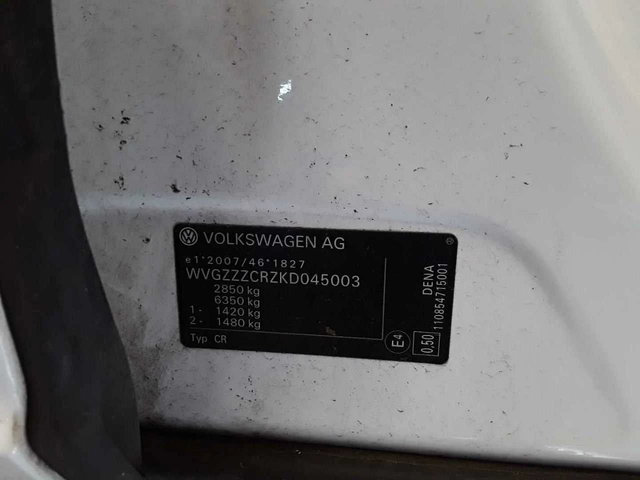 VOLKSWAGEN AG
e1*2007/46*1827
WVGZZZCRZKD045003
2850 kg
6350 kg
1- 1420 kg
2- 1480 kg
Typ CR
E4
0,50
DENA
110854715001